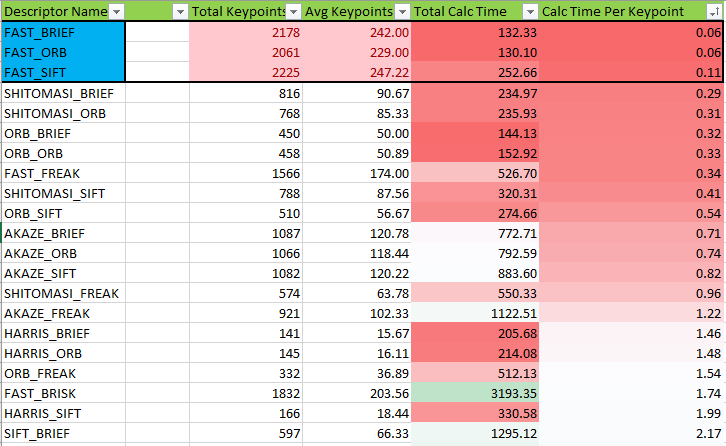 Descriptor Name Total Keypoints Avg Keypoints Total Calc Time Calc Time Per Keypoint
FAST_BRIEF 2178 242.00 132.33 0.06
FAST_ORB 2061 229.00 130.10 0.06
FAST_SIFT 2225 247.22 252.66 0.11
SHITOMASI_BRIEF 816 90.67 234.97 0.29
SHITOMASI_ORB 768 85.33 235.93 0.31
ORB_BRIEF 450 50.00 144.13 0.32
ORB_ORB 458 50.89 152.92 0.33
FAST_FREAK 1566 174.00 526.70 0.34
SHITOMASI_SIFT 788 87.56 320.31 0.41
ORB_SIFT 510 56.67 274.66 0.54
AKAZE_BRIEF 1087 120.78 772.71 0.71
AKAZE_ORB 1066 118.44 792.59 0.74
AKAZE_SIFT 1082 120.22 883.60 0.82
SHITOMASI_FREAK 574 63.78 550.33 0.96
AKAZE_FREAK 921 102.33 1122.51 1.22
HARRIS_BRIEF 141 15.67 205.68 1.46
HARRIS_ORB 145 16.11 214.08 1.48
ORB_FREAK 332 36.89 512.13 1.54
FAST_BRISK 1832 203.56 3193.35 1.74
HARRIS_SIFT 166 18.44 330.58 1.99
SIFT_BRIEF 597 66.33 1295.12 2.17